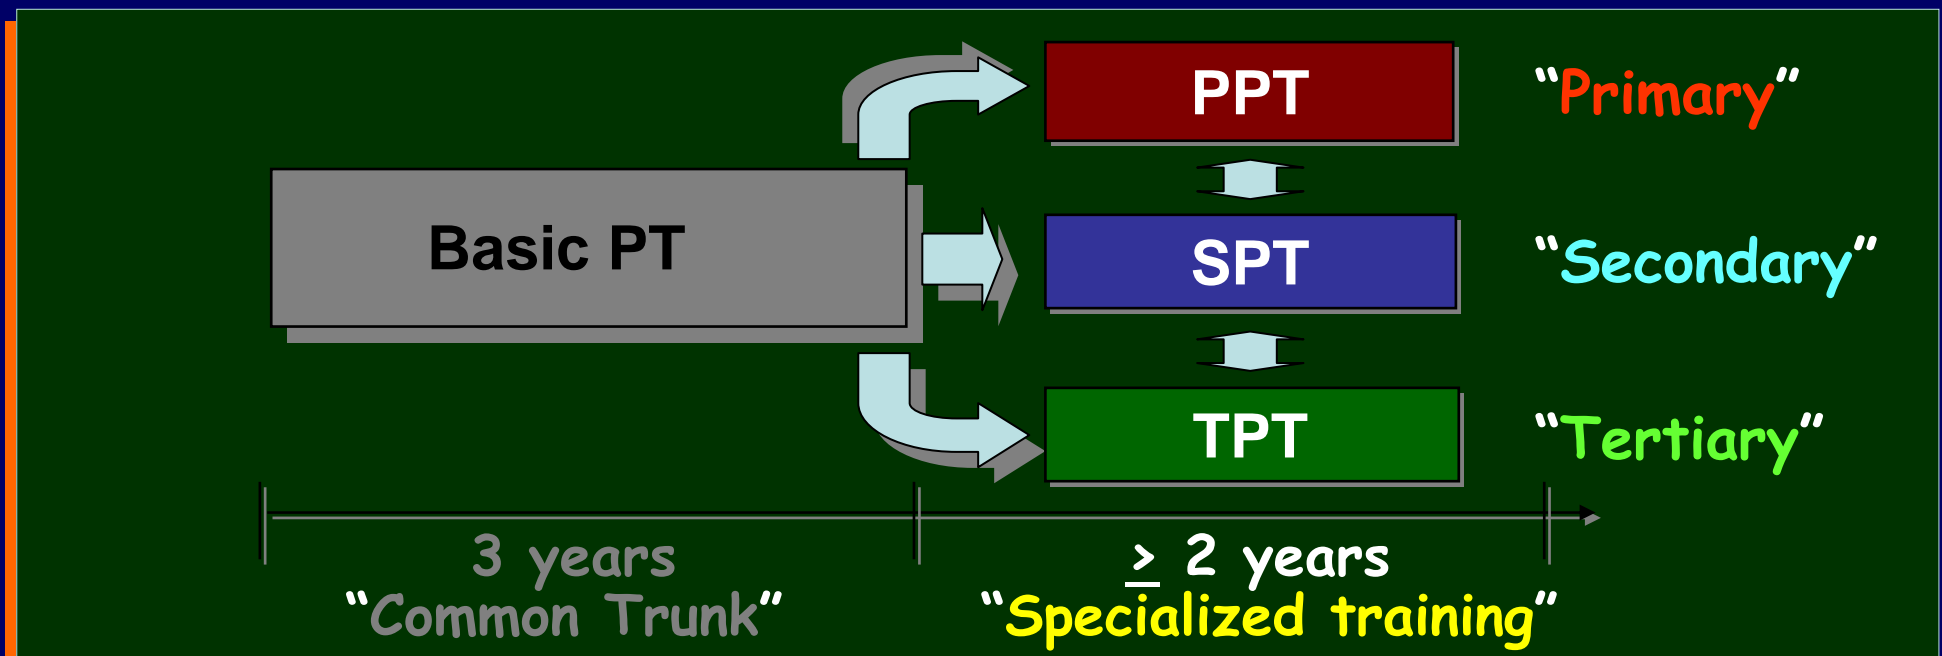 PPT
“Primary”
Basic PT
SPT
“Secondary”
TPT
“Tertiary”
3 years
“Common Trunk”
≥ 2 years
“Specialized training”